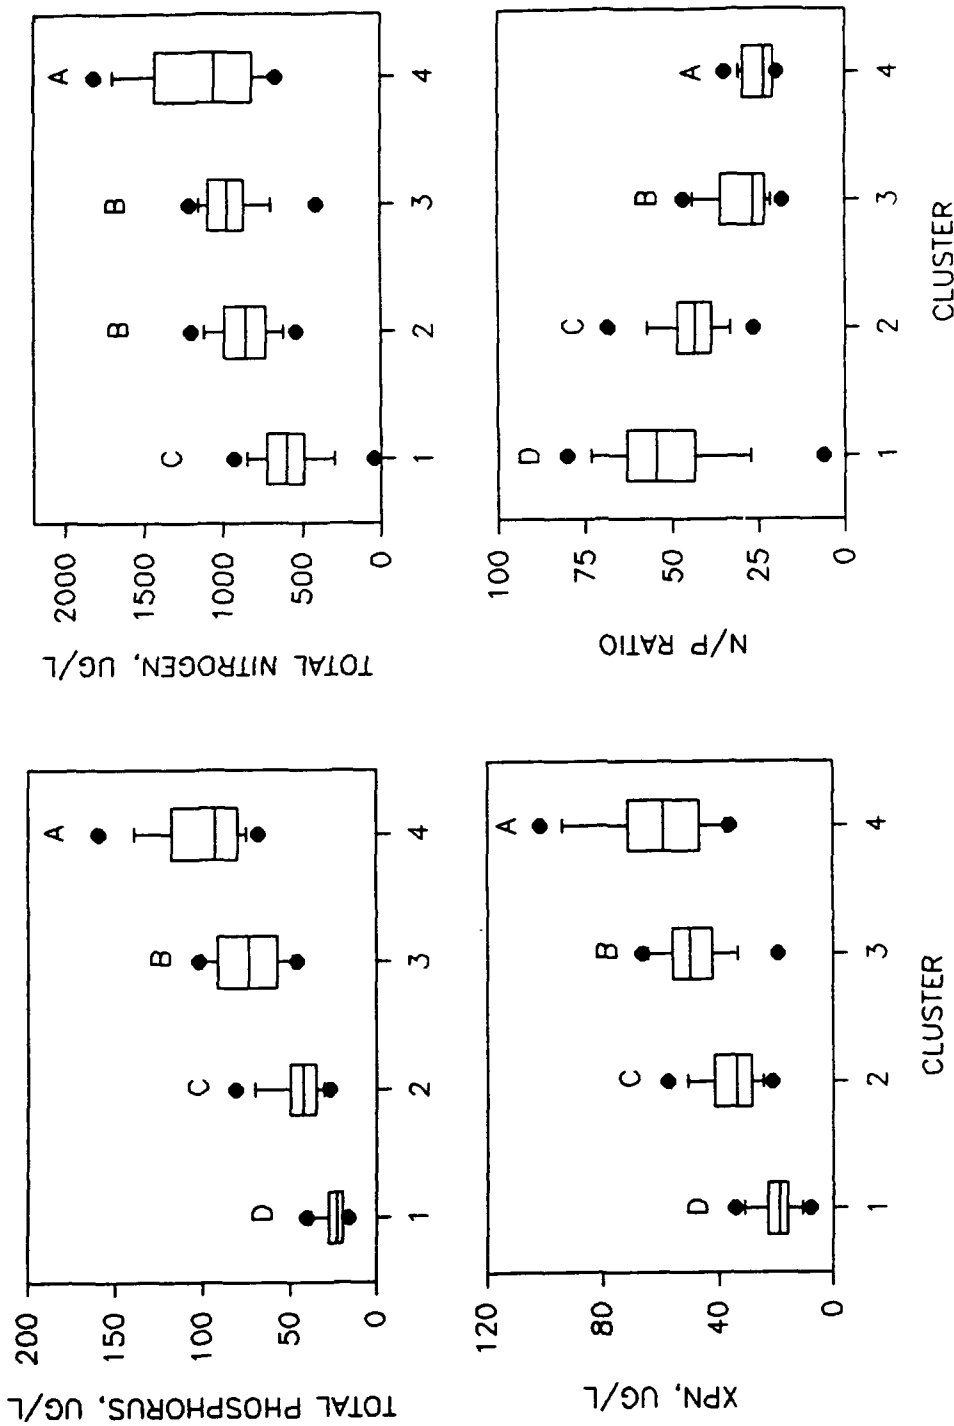 TOTAL PHOSPHORUS, UG/L
200
150
100
50
0
D
C
B
A
1 2 3 4
TOTAL NITROGEN, UG/L
2000
1500
1000
500
0
C
B
B
A
1 2 3 4
XPN, UG/L
120
80
40
0
D
C
B
A
1 2 3 4
CLUSTER
N/P RATIO
100
75
50
25
0
D
C
B
A
1 2 3 4
CLUSTER